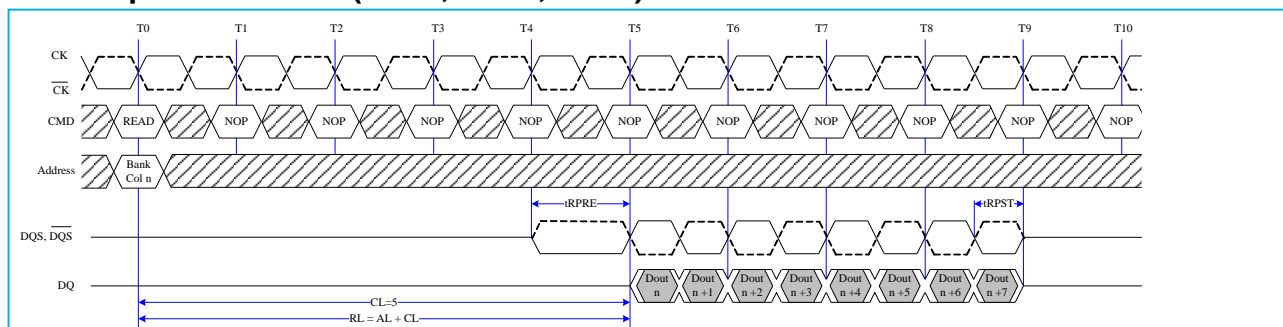 T0 T1 T2 T3 T4 T5 T6 T7 T8 T9 T10
CK
CK
CMD READ NOP NOP NOP NOP NOP NOP NOP NOP NOP NOP
Address Bank
Col n
tRPRE tRPST
DQS, DQS
DQ Dout Dout Dout Dout Dout Dout Dout Dout
n n +1 n +2 n +3 n +4 n +5 n +6 n +7
CL=5
RL = AL + CL